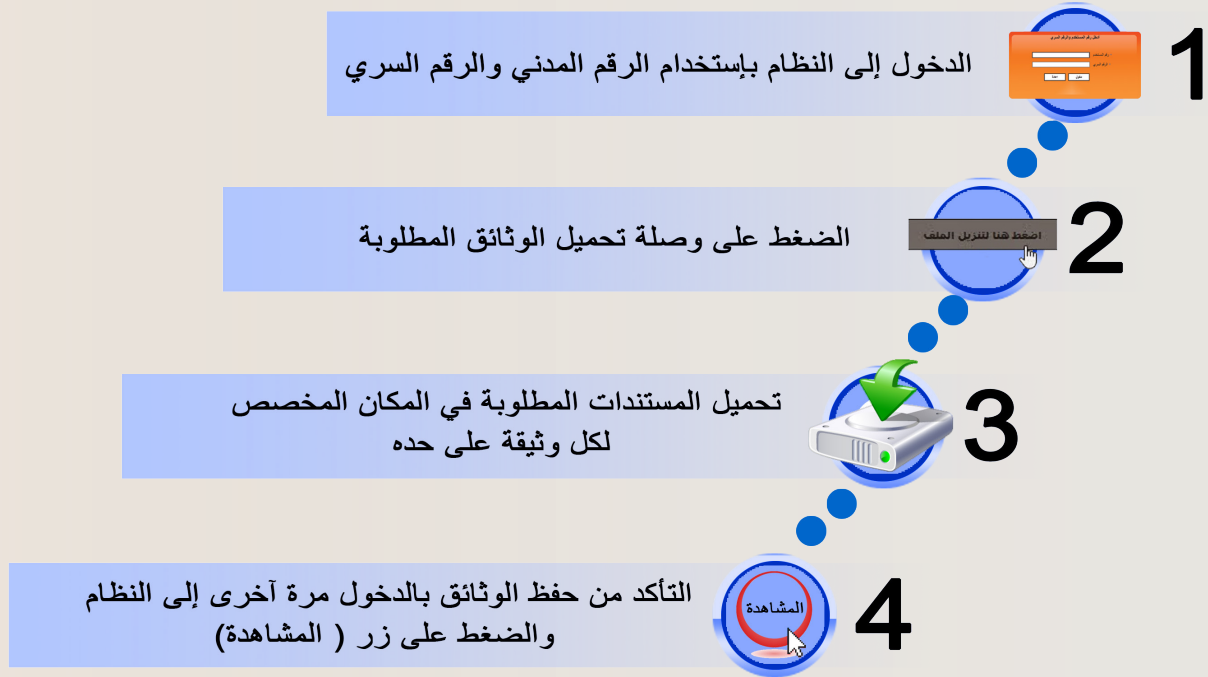 1
الدخول إلى النظام بإستخدام الرقم المدني والرقم السري
2
اضغط هنا لتنزيل الملف
الضغط على وصلة تحميل الوثائق المطلوبة
3
تحميل المستندات المطلوبة في المكان المخصص
لكل وثيقة على حده
4
المشاهدة
التأكد من حفظ الوثائق بالدخول مرة آخرى إلى النظام
والضغط على زر ( المشاهدة)